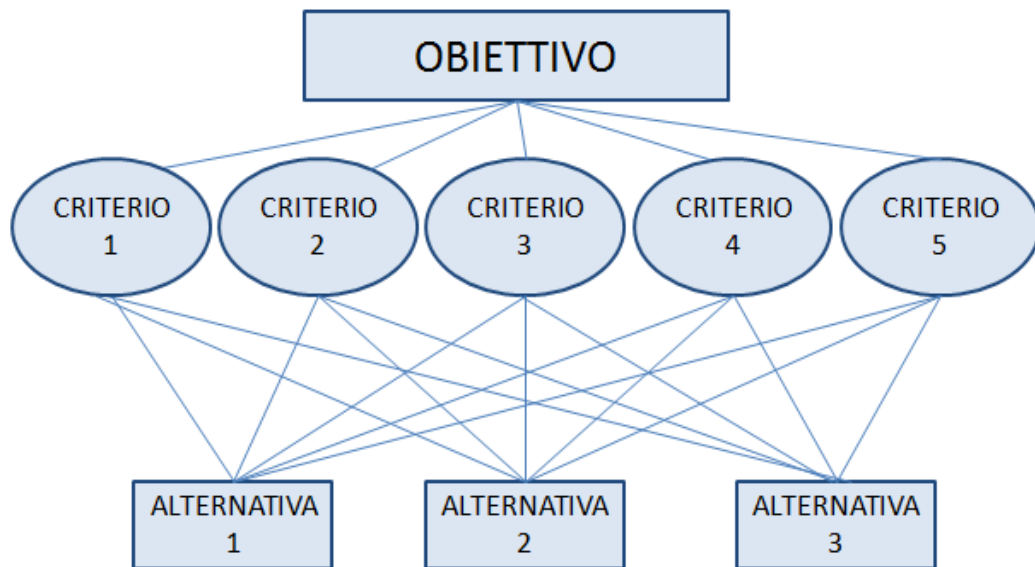 OBIETTIVO
CRITERIO
1
CRITERIO
2
CRITERIO
3
CRITERIO
4
CRITERIO
5
ALTERNATIVA
1
ALTERNATIVA
2
ALTERNATIVA
3